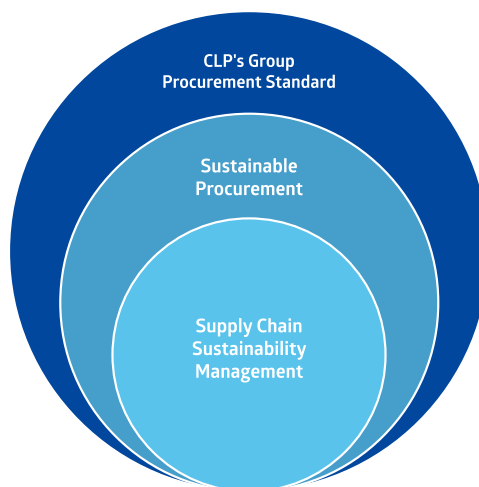 CLP's Group
Procurement Standard
Sustainable
Procurement
Supply Chain
Sustainability
Management